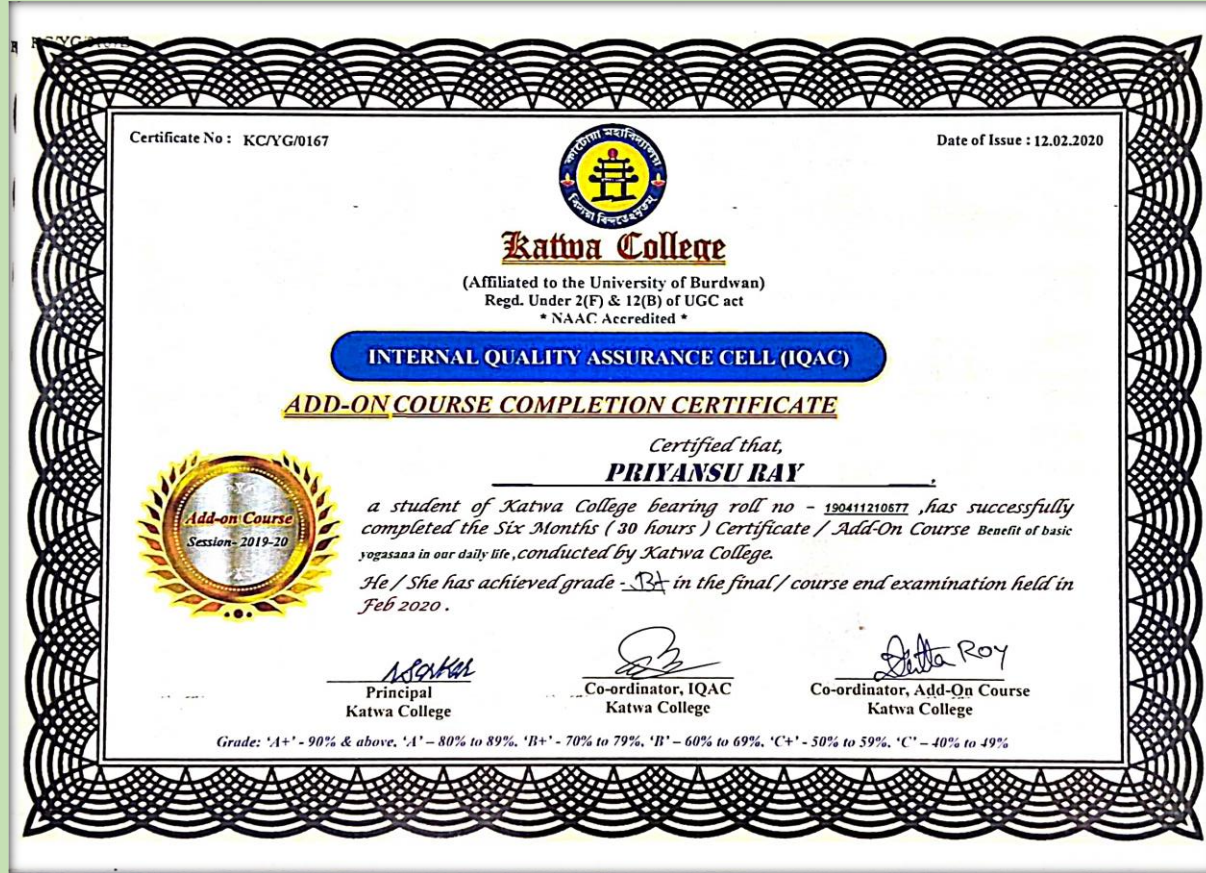 Certificate No : KC/YG/0167
Date of Issue : 12.02.2020
কাটোয়া মহাবিদ্যালয়
Katwa College
(Affiliated to the University of Burdwan)
Regd. Under 2(F) & 12(B) of UGC act
* NAAC Accredited *
INTERNAL QUALITY ASSURANCE CELL (IQAC)
ADD-ON COURSE COMPLETION CERTIFICATE
Certified that,
PRIYANSU RAY .
Add-on Course
Session- 2019-20
a student of Katwa College bearing roll no - 190411210677 ,has successfully
completed the Six Months ( 30 hours ) Certificate / Add-On Course Benefit of basic
yogasana in our daily life ,conducted by Katwa College.
He / She has achieved grade - B+ in the final / course end examination held in
Feb 2020 .
Roy
Principal
Katwa College
Co-ordinator, IQAC
Katwa College
Co-ordinator, Add-On Course
Katwa College
Grade: 'A+' - 90% & above, 'A' – 80% to 89%, 'B+' - 70% to 79%, 'B' – 60% to 69%, 'C+' - 50% to 59%, 'C' – 40% to 49%